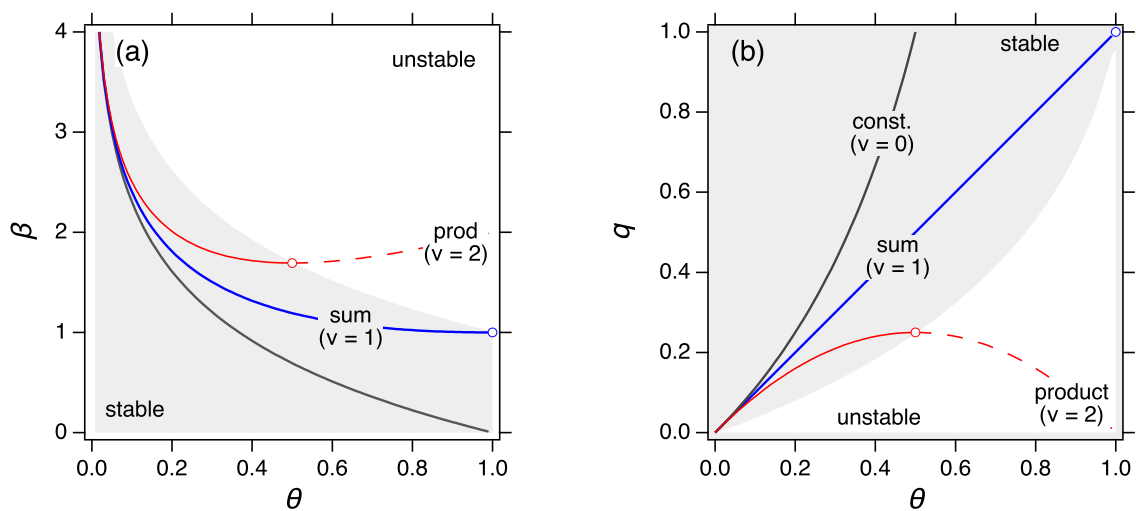 (a)
unstable
4
3
2
1
0
β
prod
(v = 2)
sum
(v = 1)
stable
0.0 0.2 0.4 0.6 0.8 1.0
θ
(b)
stable
1.0
0.8
0.6
0.4
0.2
0.0
q
const.
(v = 0)
sum
(v = 1)
product
(v = 2)
unstable
0.0 0.2 0.4 0.6 0.8 1.0
θ